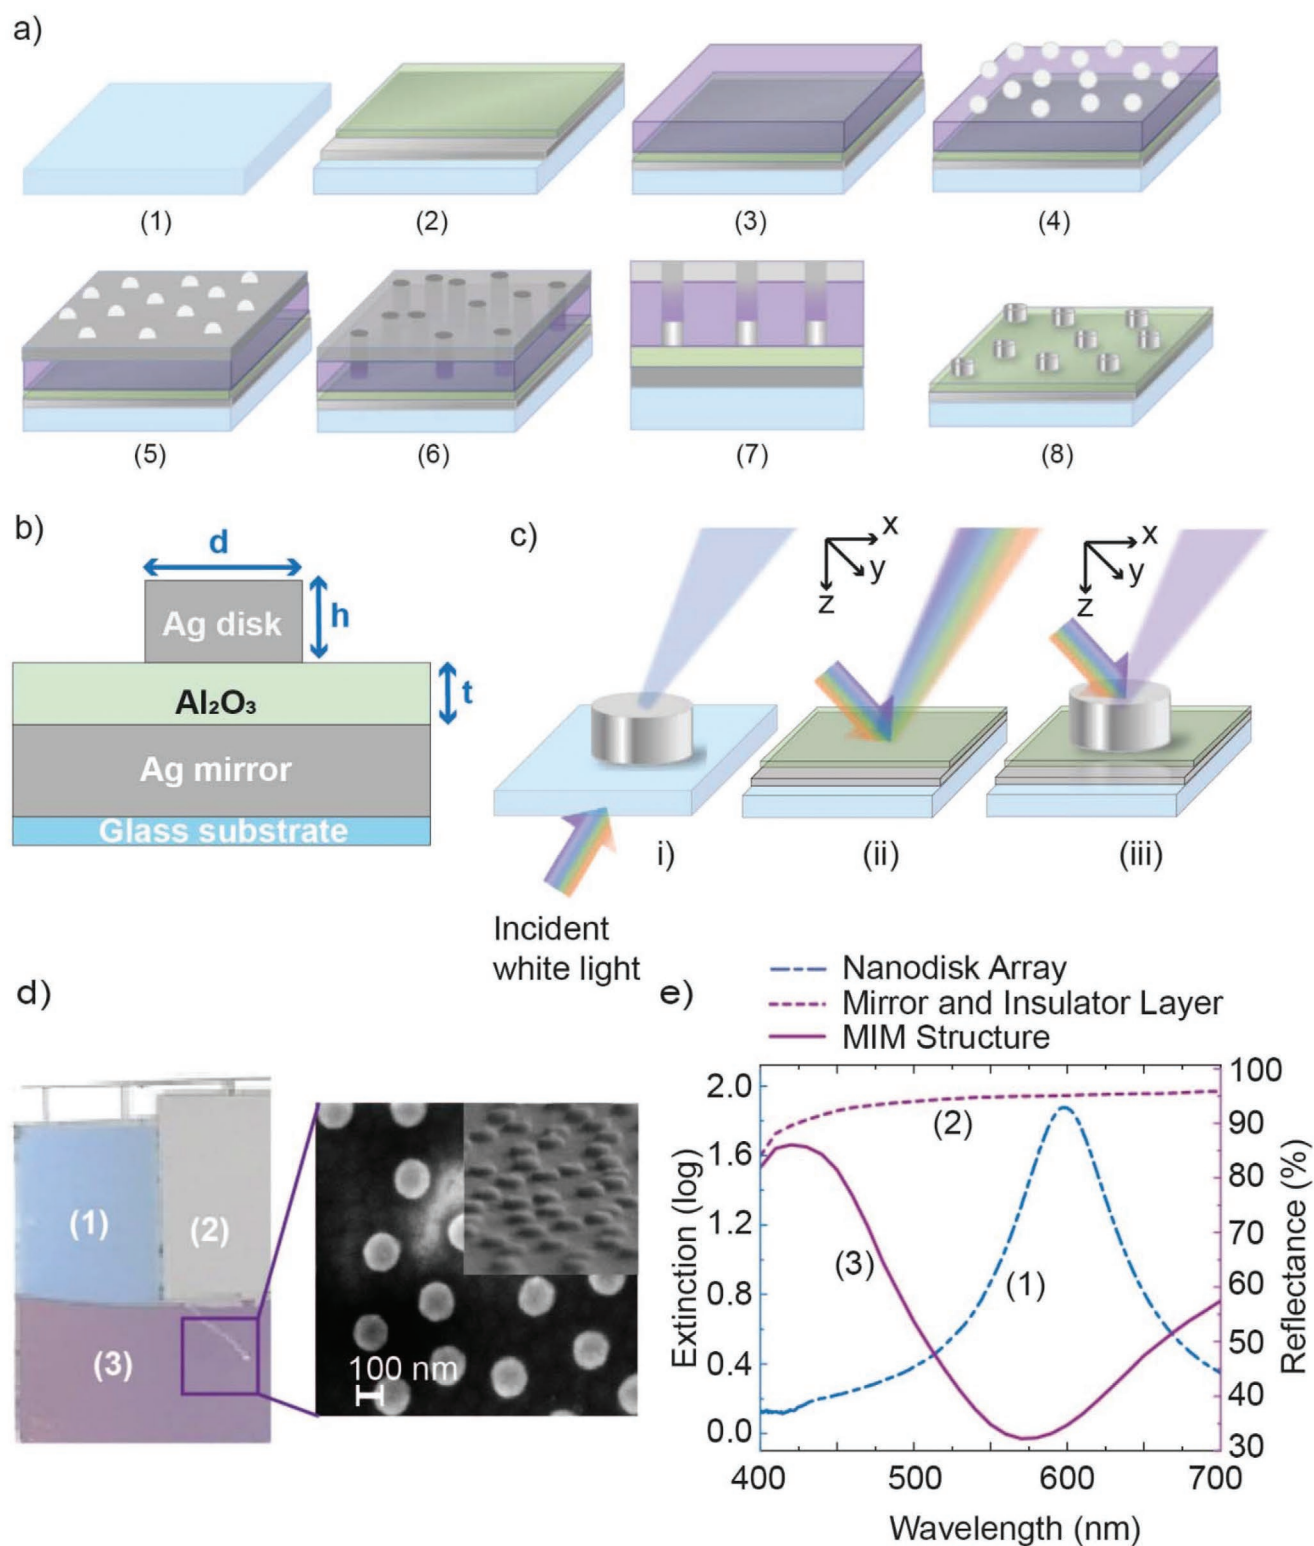 a)
(1)
(2)
(3)
(4)
(5)
(6)
(7)
(8)
b)
d
Ag disk
h
Al₂O₃
t
Ag mirror
Glass substrate
c)
x
y
z
x
y
z
i)
(ii)
(iii)
Incident
white light
d)
(1)
(2)
(3)
100 nm
e)
Nanodisk Array
Mirror and Insulator Layer
MIM Structure
Extinction (log)
2.0
1.6
1.2
0.8
0.4
0.0
(1)
(2)
(3)
100
90
80
70
60
50
40
30
Reflectance (%)
400
500
600
700
Wavelength (nm)